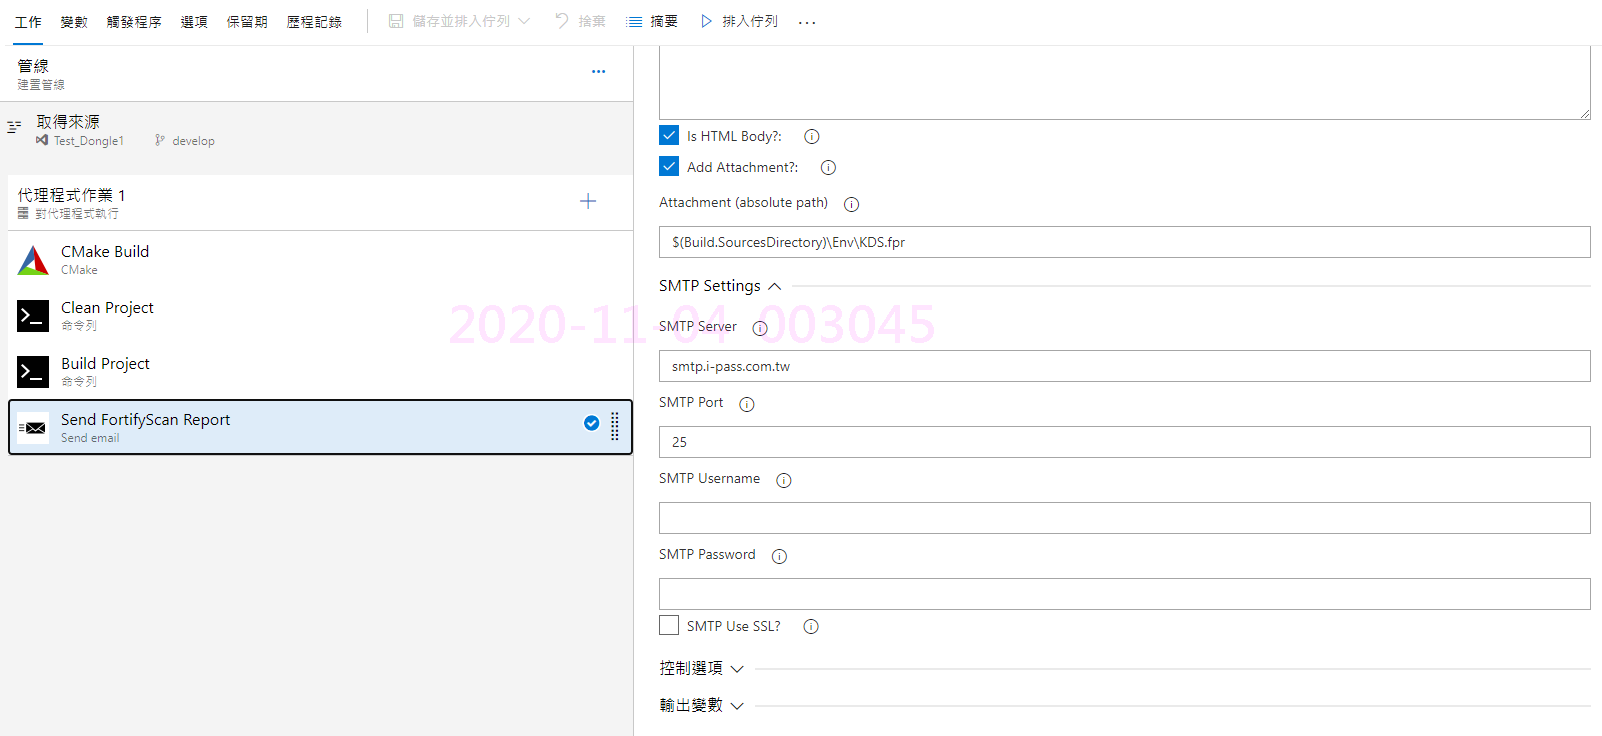 工作 變數 觸發程序 選項 保留期 歷程記錄 儲存並排入佇列 捨棄 摘要 排入佇列 ...
管線
建置管線
取得來源
Test_Dongle1 develop
代理程式作業 1
對代理程式執行
CMake Build
CMake
Clean Project
命令列
Build Project
命令列
Send FortifyScan Report
Send email
Is HTML Body?:
Add Attachment?:
Attachment (absolute path)
$(Build.SourcesDirectory)\Env\KDS.fpr
SMTP Settings
2020-11-04-003045
SMTP Server
smtp.i-pass.com.tw
SMTP Port
25
SMTP Username
SMTP Password
SMTP Use SSL?
控制選項
輸出變數